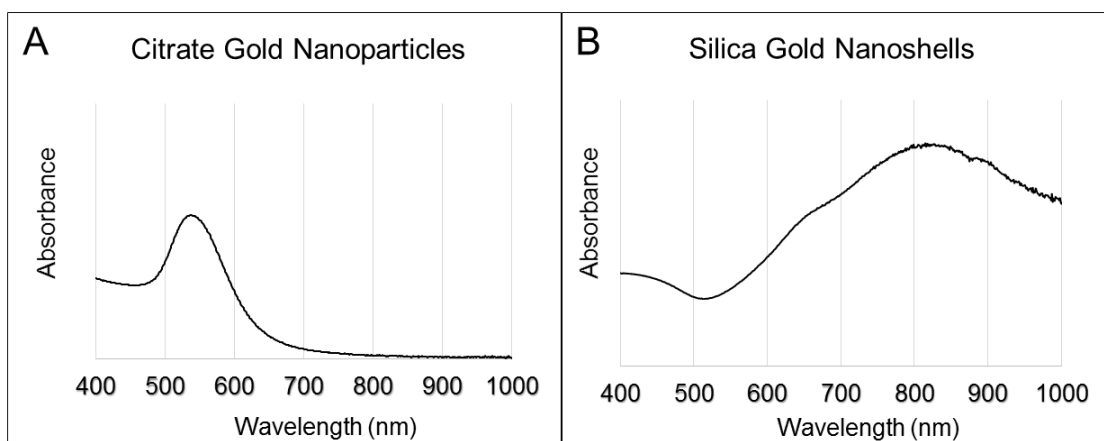 A
Citrate Gold Nanoparticles
Absorbance
400 500 600 700 800 900 1000
Wavelength (nm)
B
Silica Gold Nanoshells
Absorbance
400 500 600 700 800 900 1000
Wavelength (nm)